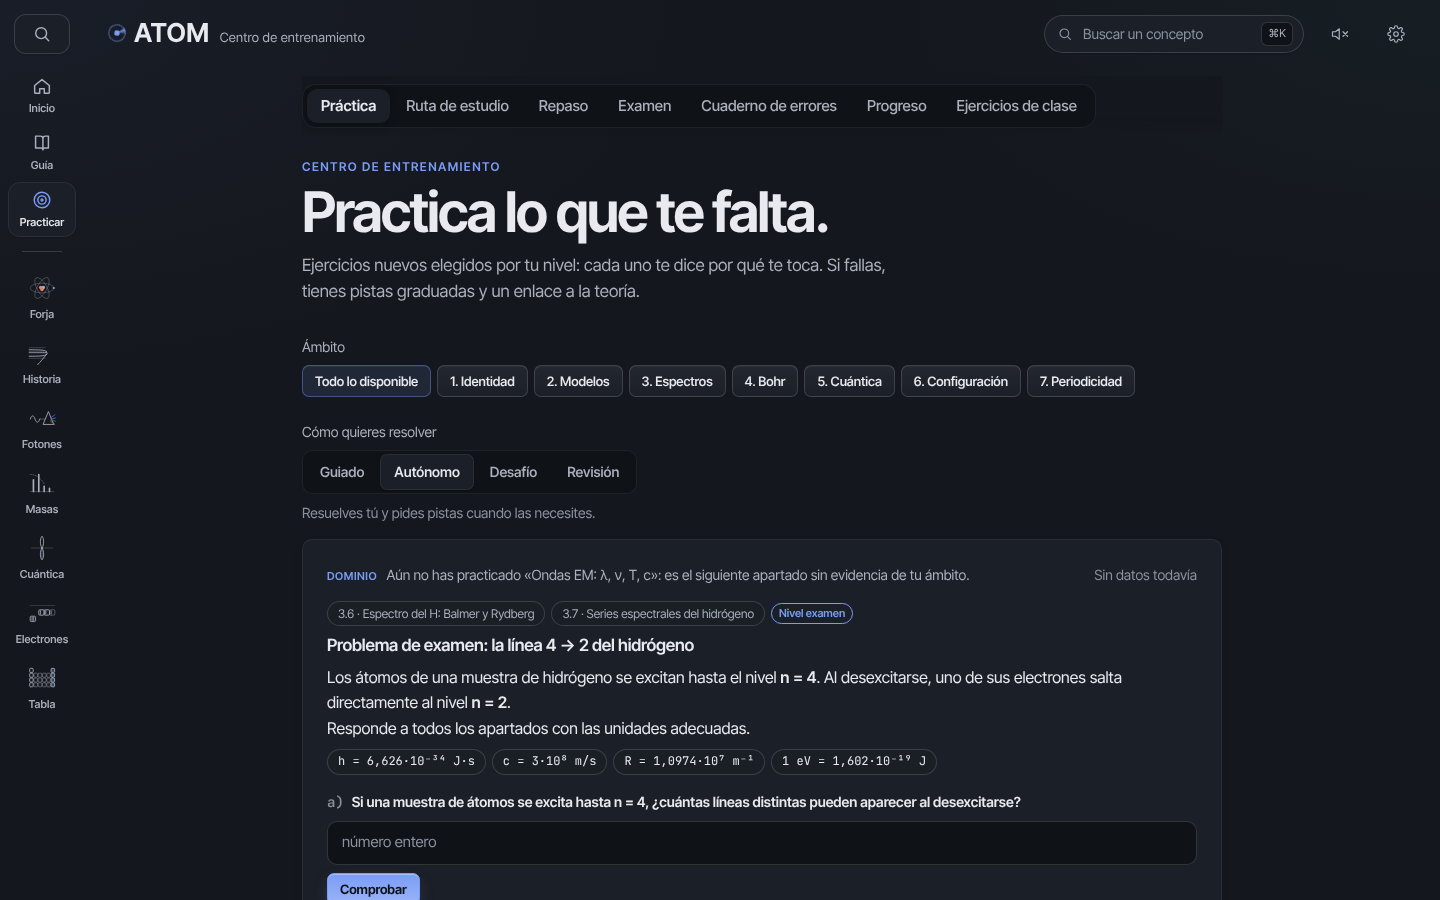 ATOM Centro de entrenamiento
Buscar un concepto ⌘K
Inicio
Guía
Practicar
Forja
Historia
Fotones
Masas
Cuántica
Electrones
Tabla
Práctica Ruta de estudio Repaso Examen Cuaderno de errores Progreso Ejercicios de clase
CENTRO DE ENTRENAMIENTO
Practica lo que te falta.
Ejercicios nuevos elegidos por tu nivel: cada uno te dice por qué te toca. Si fallas,
tienes pistas graduadas y un enlace a la teoría.
Ámbito
Todo lo disponible 1. Identidad 2. Modelos 3. Espectros 4. Bohr 5. Cuántica 6. Configuración 7. Periodicidad
Cómo quieres resolver
Guiado Autónomo Desafío Revisión
Resuelves tú y pides pistas cuando las necesites.
DOMINIO Aún no has practicado «Ondas EM: λ, ν, T, c»: es el siguiente apartado sin evidencia de tu ámbito. Sin datos todavía
3.6 · Espectro del H: Balmer y Rydberg 3.7 · Series espectrales del hidrógeno Nivel examen
Problema de examen: la línea 4 → 2 del hidrógeno
Los átomos de una muestra de hidrógeno se excitan hasta el nivel n = 4. Al desexcitarse, uno de sus electrones salta
directamente al nivel n = 2.
Responde a todos los apartados con las unidades adecuadas.
h = 6,626·10⁻³⁴ J·s c = 3·10⁸ m/s R = 1,0974·10⁷ m⁻¹ 1 eV = 1,602·10⁻¹⁹ J
a) Si una muestra de átomos se excita hasta n = 4, ¿cuántas líneas distintas pueden aparecer al desexcitarse?
número entero
Comprobar